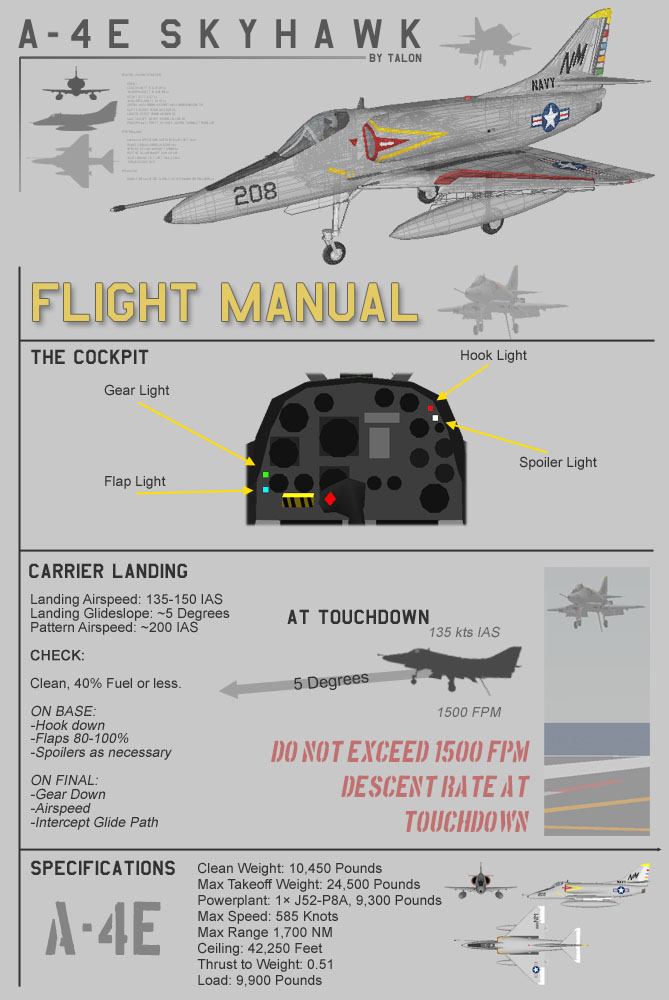 A-4E SKYHAWK
BY TALON
NM
NAVY
208
FLIGHT MANUAL
THE COCKPIT
Hook Light
Gear Light
Spoiler Light
Flap Light
CARRIER LANDING
Landing Airspeed: 135-150 IAS
Landing Glideslope: ~5 Degrees
Pattern Airspeed: ~200 IAS
CHECK:
Clean, 40% Fuel or less.
ON BASE:
-Hook down
-Flaps 80-100%
-Spoilers as necessary
ON FINAL:
-Gear Down
-Airspeed
-Intercept Glide Path
AT TOUCHDOWN
135 kts IAS
5 Degrees
1500 FPM
DO NOT EXCEED 1500 FPM
DESCENT RATE AT
TOUCHDOWN
SPECIFICATIONS
A-4E
Clean Weight: 10,450 Pounds
Max Takeoff Weight: 24,500 Pounds
Powerplant: 1× J52-P8A, 9,300 Pounds
Max Speed: 585 Knots
Max Range 1,700 NM
Ceiling: 42,250 Feet
Thrust to Weight: 0.51
Load: 9,900 Pounds